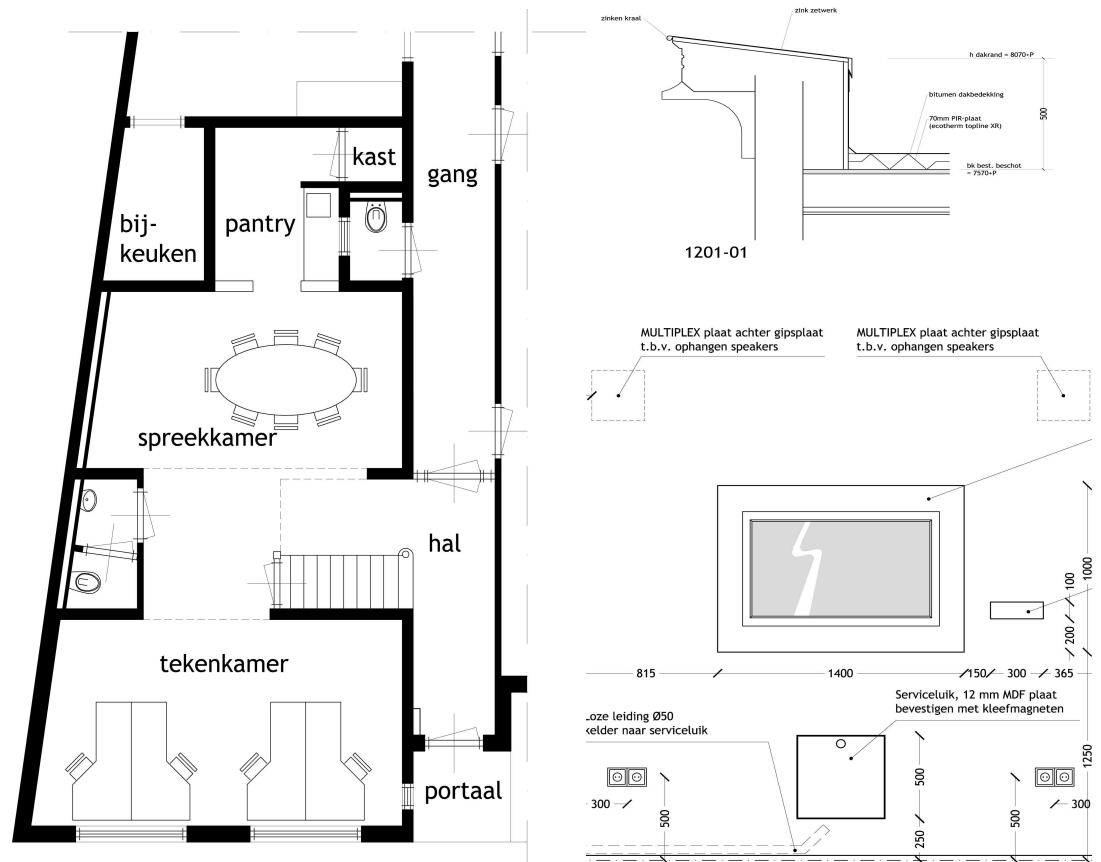 kast
gang
bij-
keuken
pantry
spreekkamer
hal
tekenkamer
portaal
zinken kraal
zink zetwerk
h dakrand = 8070+P
bitumen dakbedekking
70mm PIR-plaat
(ecotherm topline XR)
500
bk best. beschot
= 7570+P
1201-01
MULTIPLEX plaat achter gipsplaat
t.b.v. ophangen speakers
MULTIPLEX plaat achter gipsplaat
t.b.v. ophangen speakers
1000
100
200
815
1400
150
300
365
Serviceluik, 12 mm MDF plaat
bevestigen met kleefmagneten
Loze leiding Ø50
kelder naar serviceluik
1250
300
500
500
250
500
300